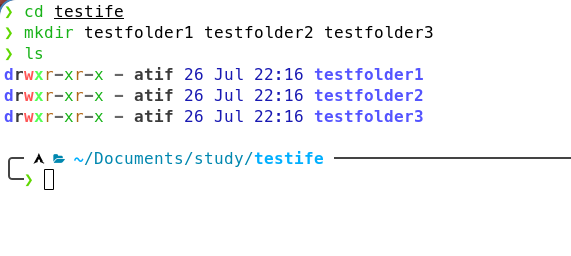 ❯ cd testife
❯ mkdir testfolder1 testfolder2 testfolder3
❯ ls
drwxr-xr-x - atif 26 Jul 22:16 testfolder1
drwxr-xr-x - atif 26 Jul 22:16 testfolder2
drwxr-xr-x - atif 26 Jul 22:16 testfolder3
~/Documents/study/testife
❯